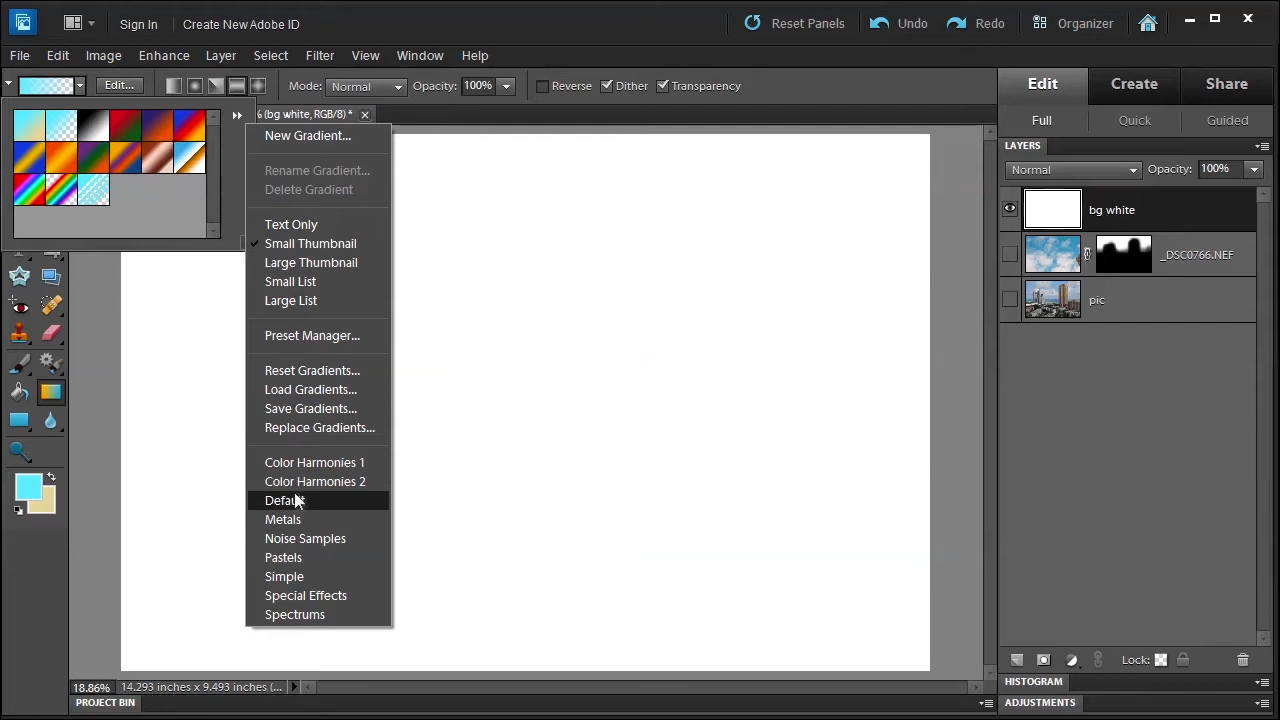 Sign In
Create New Adobe ID
Reset Panels
Undo
Redo
Organizer
File Edit Image Enhance Layer Select Filter View Window Help
Edit...
Mode: Normal
Opacity: 100%
Reverse
Dither
Transparency
Edit
Create
Share
% (bg white, RGB/8) *
Full
Quick
Guided
New Gradient...
Rename Gradient...
Delete Gradient
Text Only
Small Thumbnail
Large Thumbnail
Small List
Large List
Preset Manager...
Reset Gradients...
Load Gradients...
Save Gradients...
Replace Gradients...
Color Harmonies 1
Color Harmonies 2
Default
Metals
Noise Samples
Pastels
Simple
Special Effects
Spectrums
LAYERS
Normal
Opacity: 100%
bg white
_DSC0766.NEF
pic
Lock:
HISTOGRAM
ADJUSTMENTS
18.86%
14.293 inches x 9.493 inches (...
PROJECT BIN